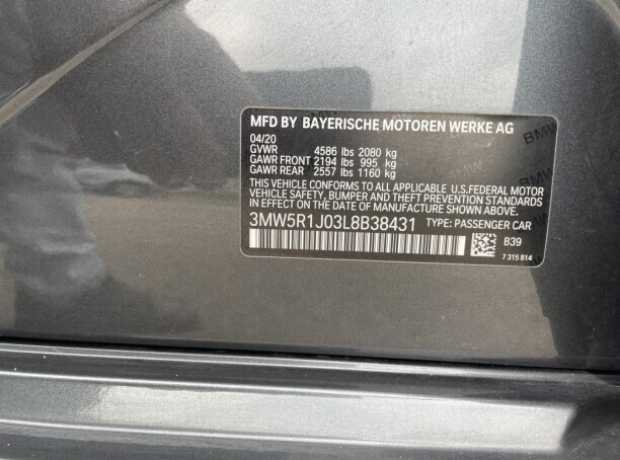 MFD BY BAYERISCHE MOTOREN WERKE AG
04/20
GVWR 4586 lbs 2080 kg
GAWR FRONT 2194 lbs 995 kg
GAWR REAR 2557 lbs 1160 kg
THIS VEHICLE CONFORMS TO ALL APPLICABLE U.S.FEDERAL MOTOR
VEHICLE SAFETY, BUMPER AND THEFT PREVENTION STANDARDS
IN EFFECT ON THE DATE OF MANUFACTURE SHOWN ABOVE.
3MW5R1J03L8B38431 TYPE: PASSENGER CAR
B39
7 315 814
BMW
BMW